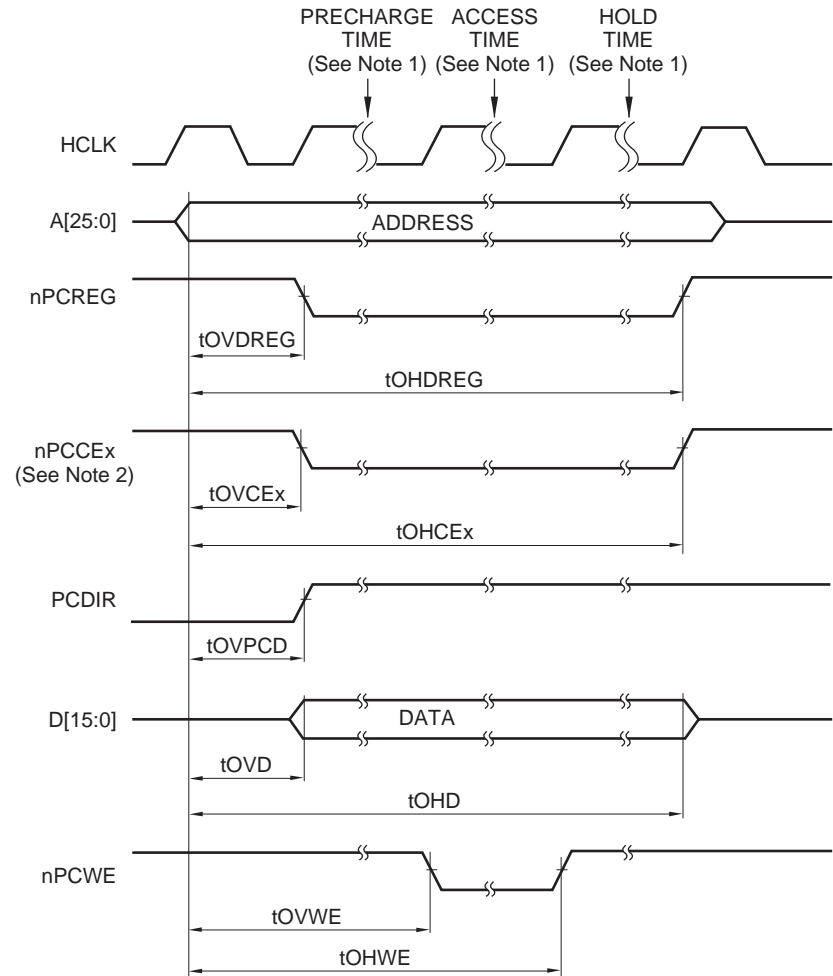 PRECHARGE ACCESS HOLD
TIME TIME TIME
(See Note 1) (See Note 1) (See Note 1)
HCLK
A[25:0]
ADDRESS
nPCREG
tOVDREG
tOHDREG
nPCCEx
(See Note 2)
tOVCEx
tOHCEx
PCDIR
tOVPCD
D[15:0]
DATA
tOVD
tOHD
nPCWE
tOVWE
tOHWE